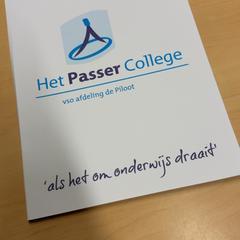 Het Passer College
vso afdeling de Piloot
'als het om onderwijs draait'